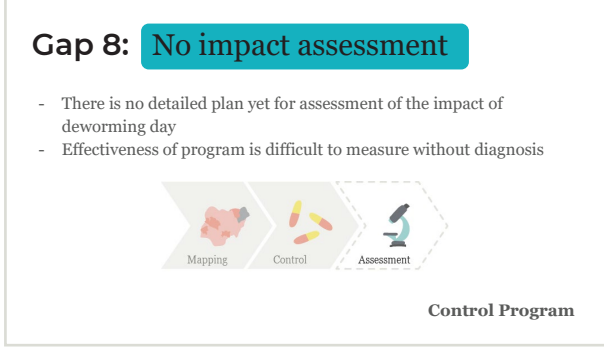 Gap 8: No impact assessment
- There is no detailed plan yet for assessment of the impact of
deworming day
- Effectiveness of program is difficult to measure without diagnosis
Mapping Control Assessment
Control Program